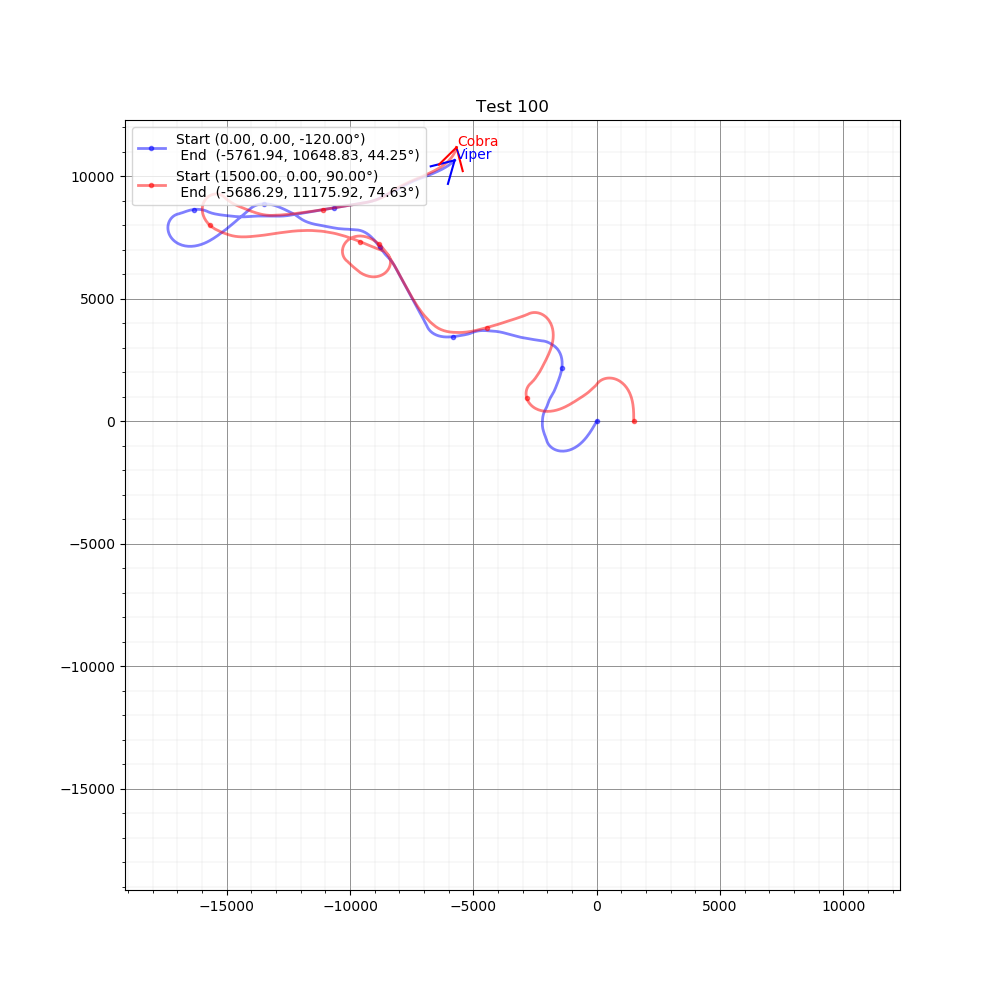 Test 100
Start (0.00, 0.00, -120.00°)
End (-5761.94, 10648.83, 44.25°)
Start (1500.00, 0.00, 90.00°)
End (-5686.29, 11175.92, 74.63°)
Cobra
Viper
10000
5000
0
−5000
−10000
−15000
−15000
−10000
−5000
0
5000
10000